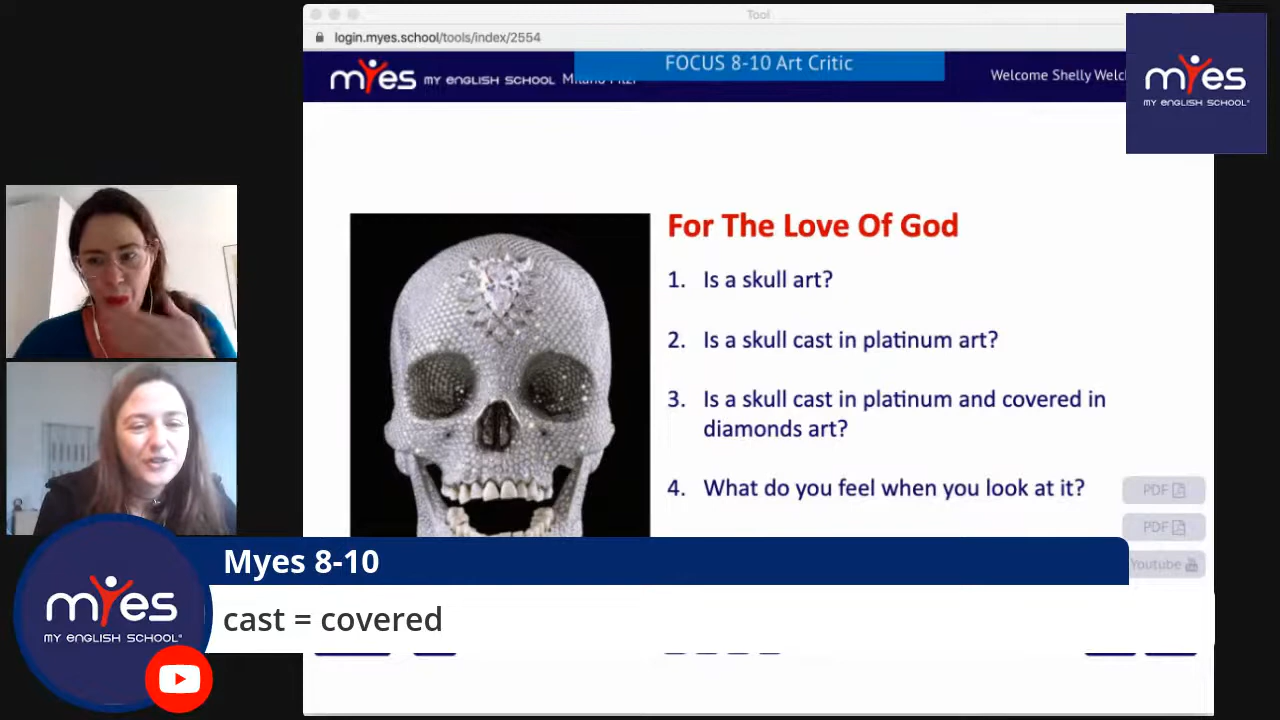 Tool
login.myes.school/tools/index/2554
FOCUS 8-10 Art Critic
myes MY ENGLISH SCHOOL
Welcome Shelly Welch
myes
MY ENGLISH SCHOOL
For The Love Of God
1. Is a skull art?
2. Is a skull cast in platinum art?
3. Is a skull cast in platinum and covered in
diamonds art?
4. What do you feel when you look at it?
PDF
PDF
Youtube
Myes 8-10
cast = covered
myes
MY ENGLISH SCHOOL